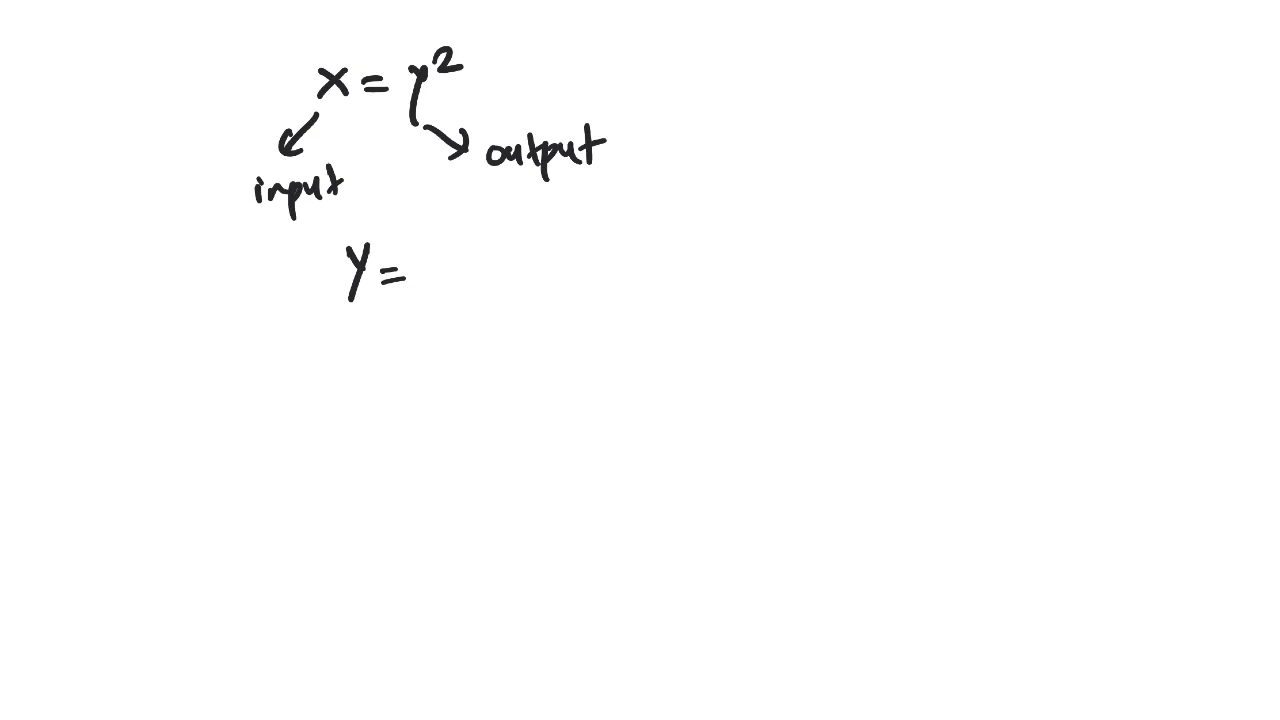 x = y²
input output
y =